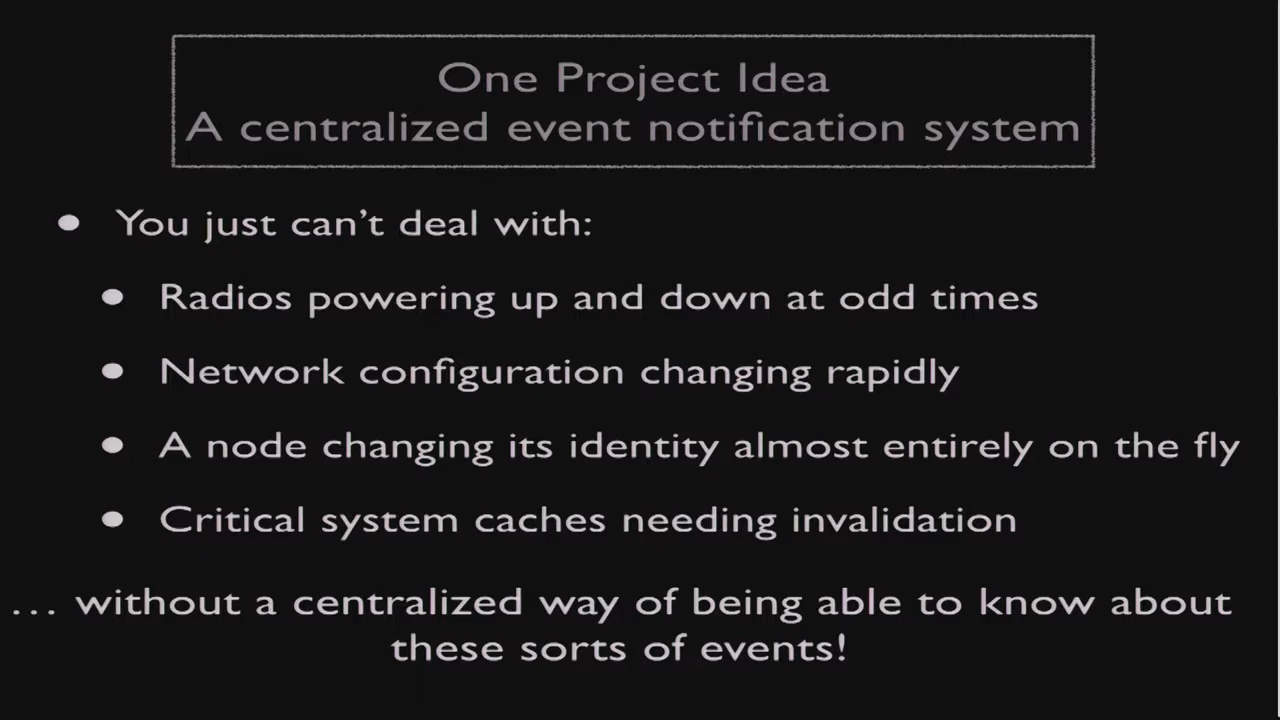 One Project Idea
A centralized event notification system
• You just can't deal with:
• Radios powering up and down at odd times
• Network configuration changing rapidly
• A node changing its identity almost entirely on the fly
• Critical system caches needing invalidation
… without a centralized way of being able to know about
these sorts of events!